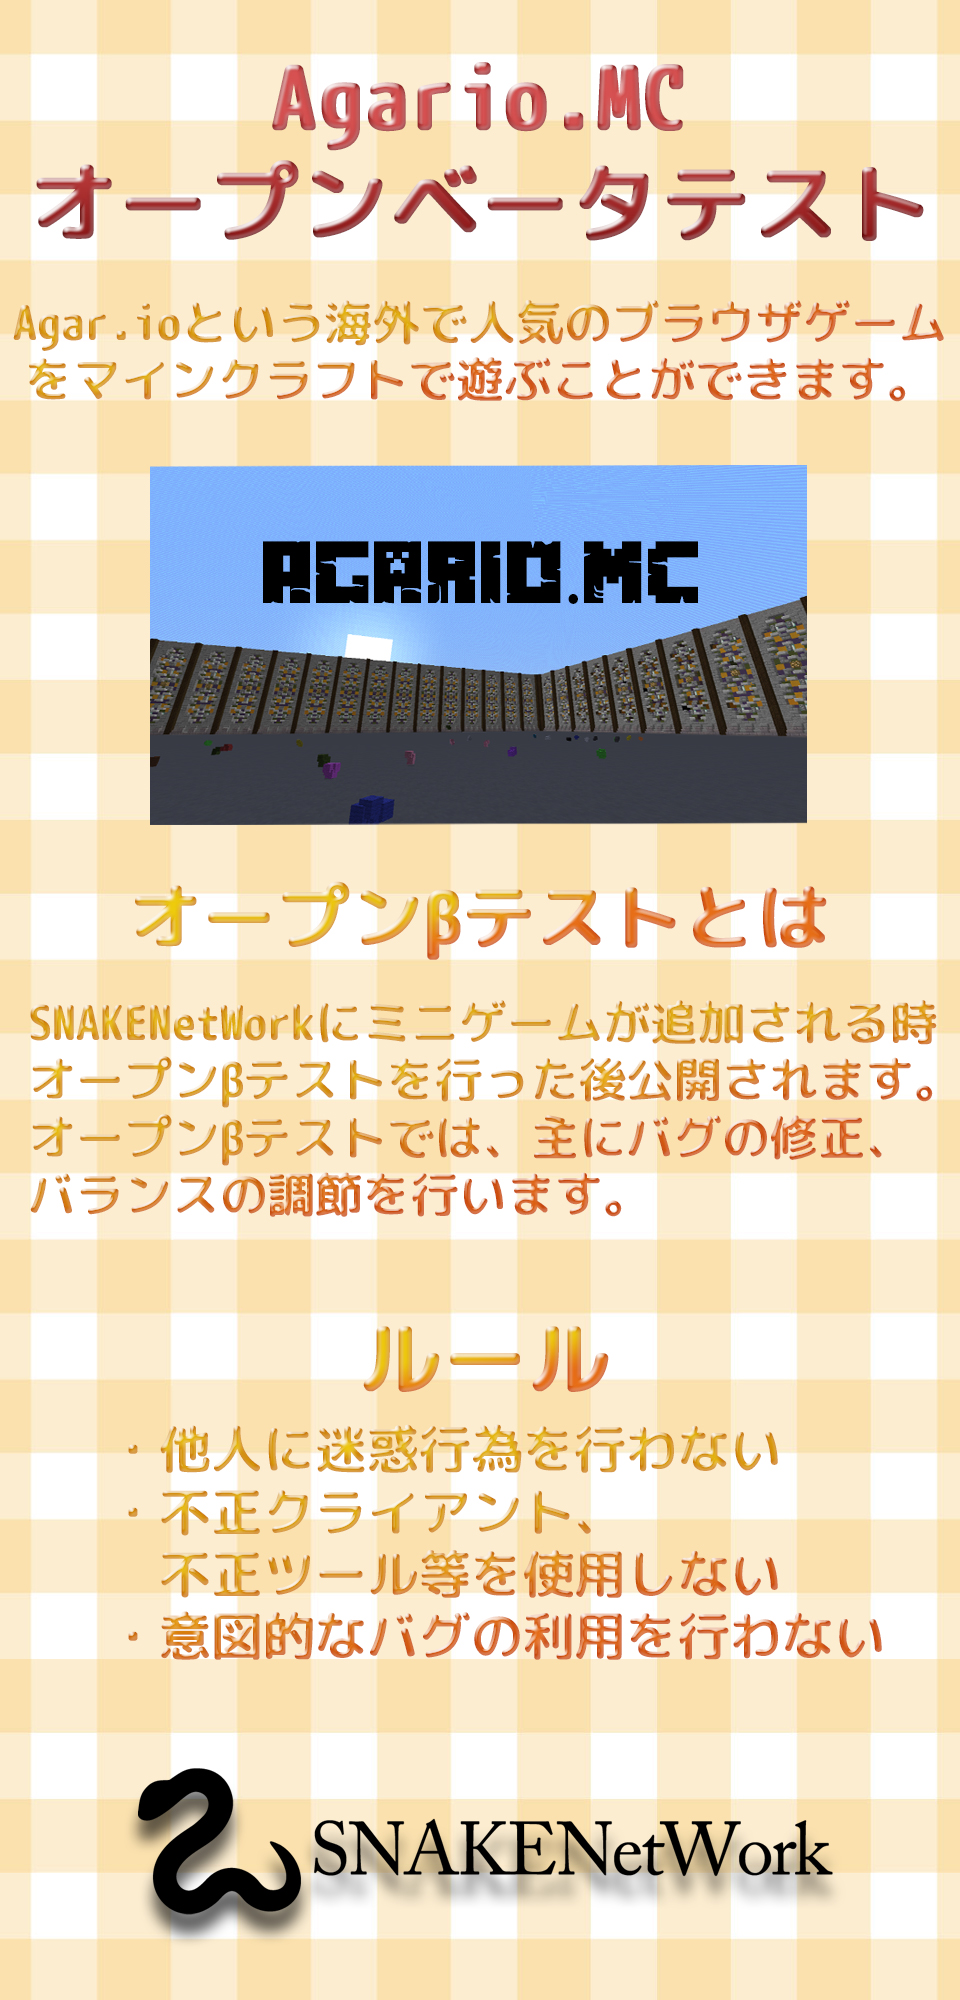 Agario.MC
オープンベータテスト
Agar.ioという海外で人気のブラウザゲーム
をマインクラフトで遊ぶことができます。
AGARIO.MC
オープンβテストとは
SNAKENetWorkにミニゲームが追加される時
オープンβテストを行った後公開されます。
オープンβテストでは、主にバグの修正、
バランスの調節を行います。
ルール
・他人に迷惑行為を行わない
・不正クライアント、
不正ツール等を使用しない
・意図的なバグの利用を行わない
SNAKENetWork